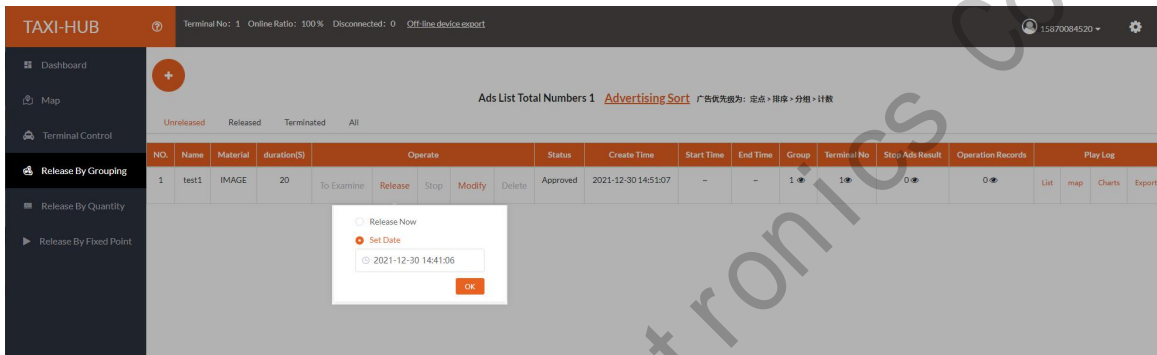 TAXI-HUB
Terminal No: 1 Online Ratio: 100 % Disconnected: 0 Off-line device export
15870084520
Dashboard
Map
Terminal Control
Release By Grouping
Release By Quantity
Release By Fixed Point
Ads List Total Numbers 1 Advertising Sort 广告优先级为: 定点 > 排序 > 分组 > 计数
Unreleased Released Terminated All
NO. Name Material duration(S) Operate Status Create Time Start Time End Time Group Terminal No Stop Ads Result Operation Records Play Log
1 test1 IMAGE 20 To Examine Release Stop Modify Delete Approved 2021-12-30 14:51:07 – – 1 1 0 0 List map Charts Export
Release Now
Set Date
2021-12-30 14:41:06
OK
tronics Co